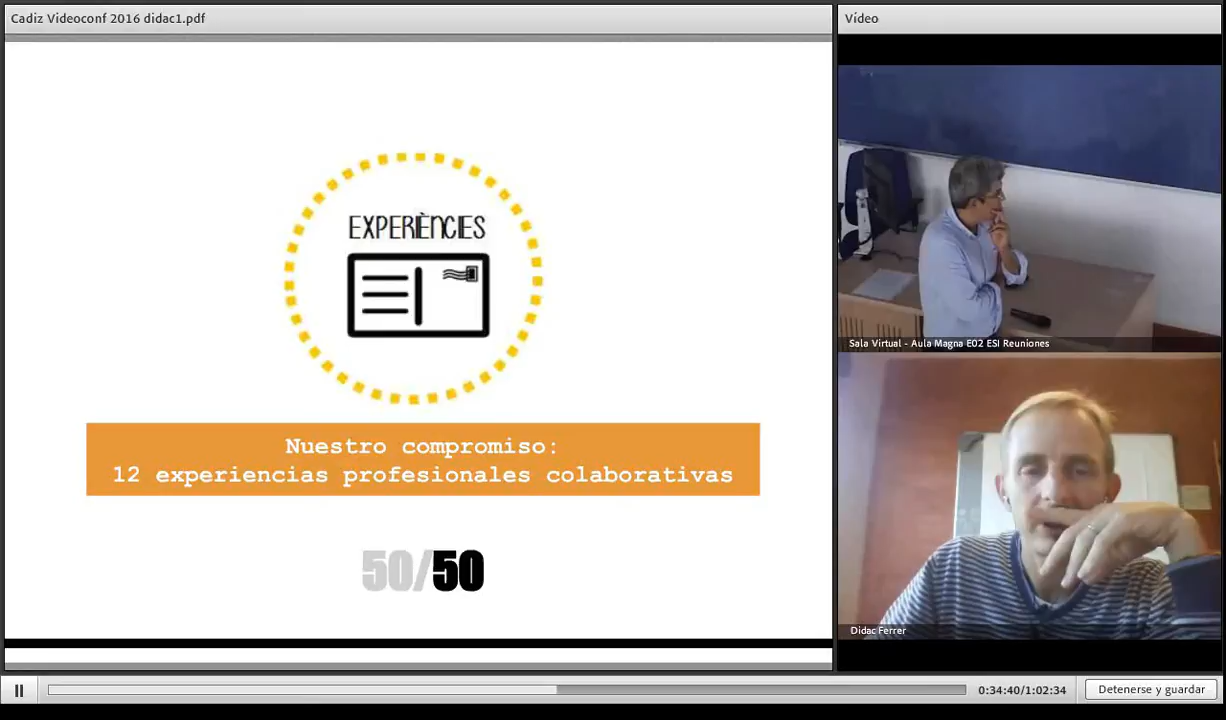 Cadiz Videoconf 2016 didac1.pdf
Vídeo
EXPERIÈNCIES
Nuestro compromiso:
12 experiencias profesionales colaborativas
50/50
Sala Virtual - Aula Magna E02 ESI Reuniones
Didac Ferrer
0:34:40/1:02:34
Detenerse y guardar